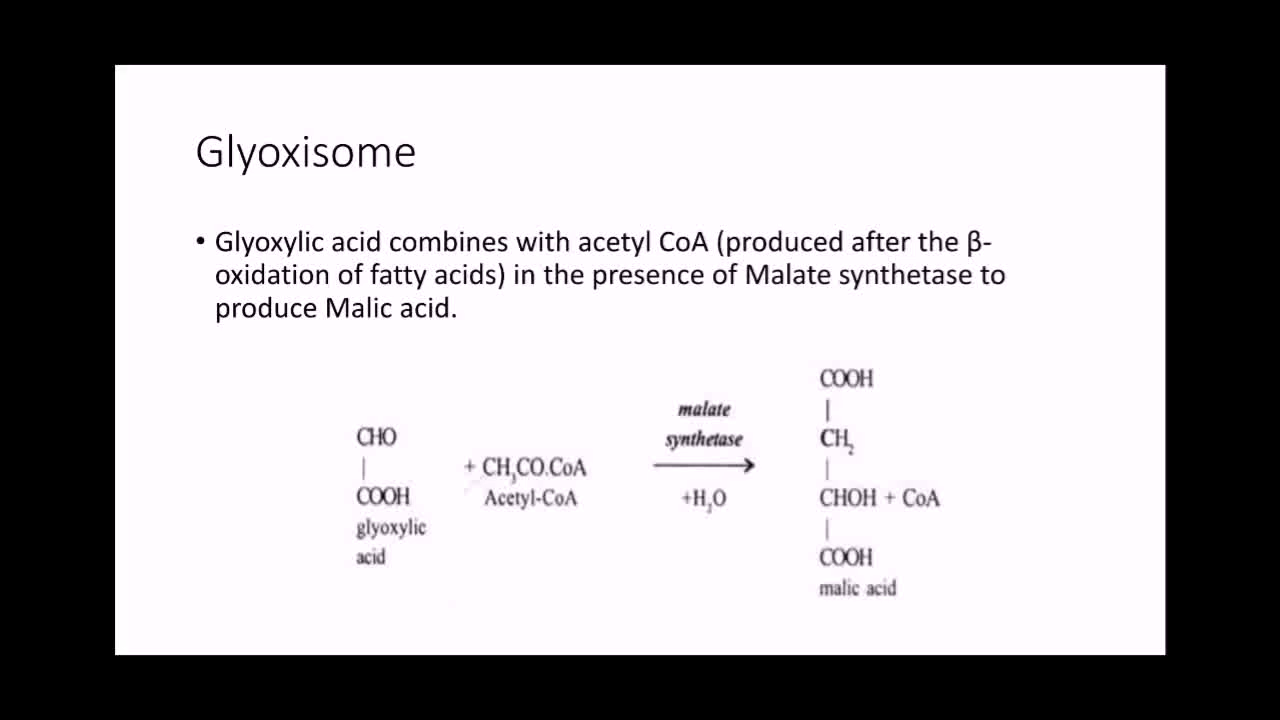 Glyoxisome
• Glyoxylic acid combines with acetyl CoA (produced after the β-
oxidation of fatty acids) in the presence of Malate synthetase to
produce Malic acid.
CHO
|
COOH
glyoxylic
acid
+ CH₃CO.CoA
Acetyl-CoA
malate
synthetase
+H₂O
COOH
|
CH₂
|
CHOH + CoA
|
COOH
malic acid